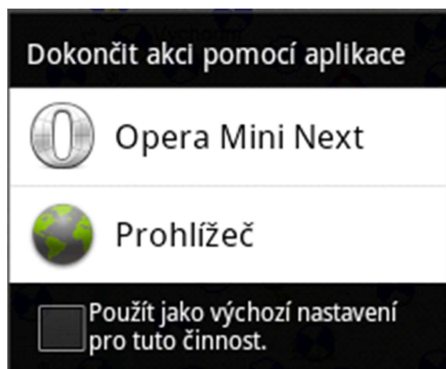 Dokončit akci pomocí aplikace
Opera Mini Next
Prohlížeč
Použít jako výchozí nastavení
pro tuto činnost.